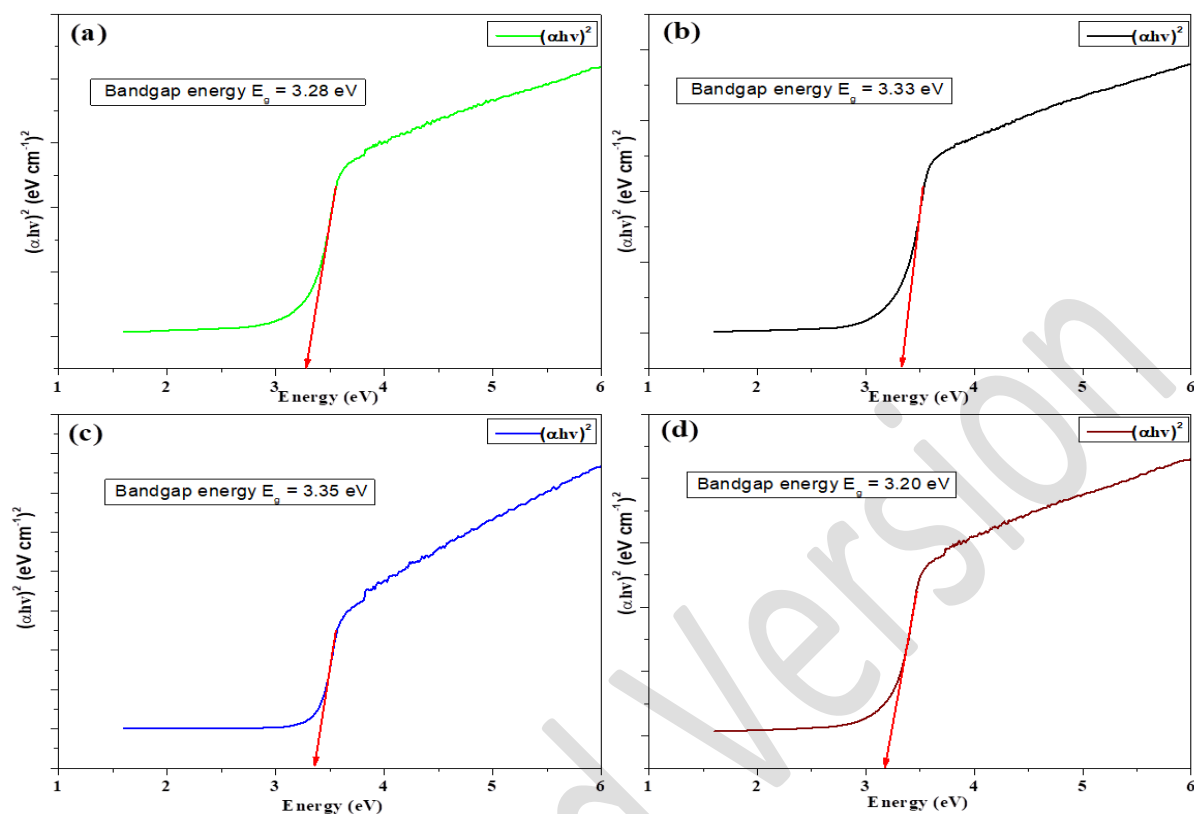 (a)
(αhν)²
Bandgap energy E_g = 3.28 eV
(αhν)² (eV cm⁻¹)²
1 2 3 4 5 6
Energy (eV)
(b)
(αhν)²
Bandgap energy E_g = 3.33 eV
(αhν)² (eV cm⁻¹)²
1 2 3 4 5 6
Energy (eV)
(c)
(αhν)²
Bandgap energy E_g = 3.35 eV
(αhν)² (eV cm⁻¹)²
1 2 3 4 5 6
Energy (eV)
(d)
(αhν)²
Bandgap energy E_g = 3.20 eV
(αhν)² (eV cm⁻¹)²
1 2 3 4 5 6
Energy (eV)
d Version